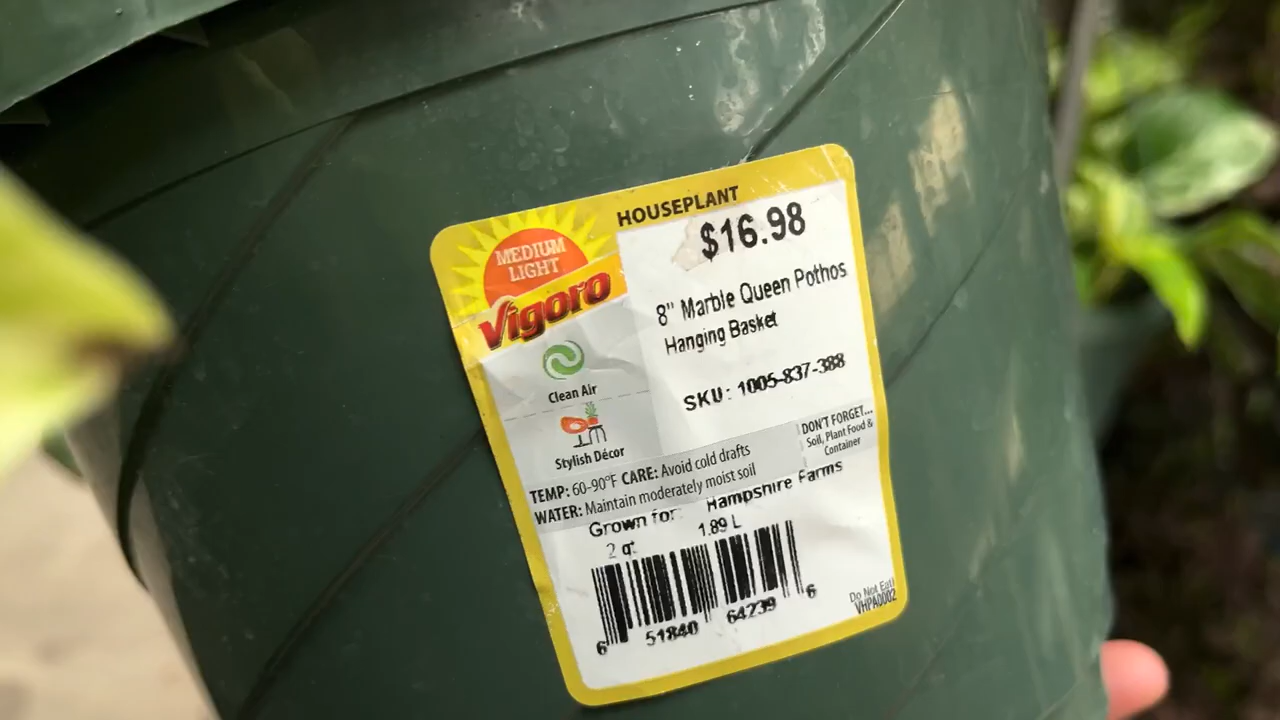 HOUSEPLANT
$16.98
MEDIUM
LIGHT
Vigoro
8" Marble Queen Pothos
Hanging Basket
Clean Air
SKU: 1005-837-388
Stylish Décor
DON'T FORGET...
Soil, Plant Food &
Container
TEMP: 60-90°F CARE: Avoid cold drafts
WATER: Maintain moderately moist soil
Grown for: Hampshire Farms
2 qt 1.89 L
6 51840 64239 6
Do Not Eat!
VHPA0002